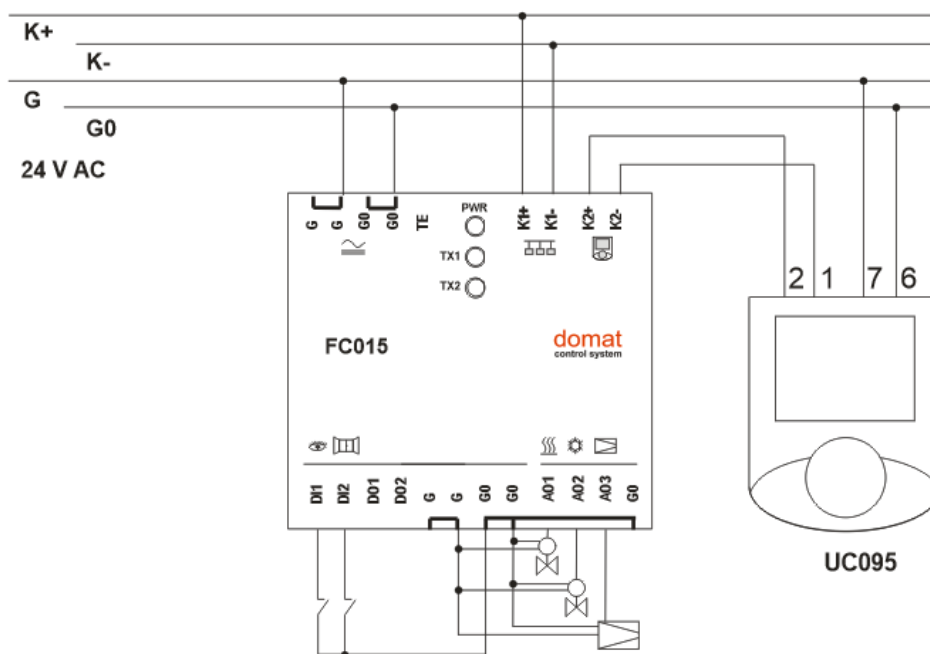 K+
K-
G
G0
24 V AC
G G G0 G0 TE PWR K1+ K1- K2+ K2-
TX1
TX2
2 1 7 6
FC015
domat
control system
DI1 DI2 DO1 DO2 G G G0 G0 AO1 AO2 AO3 G0
UC095